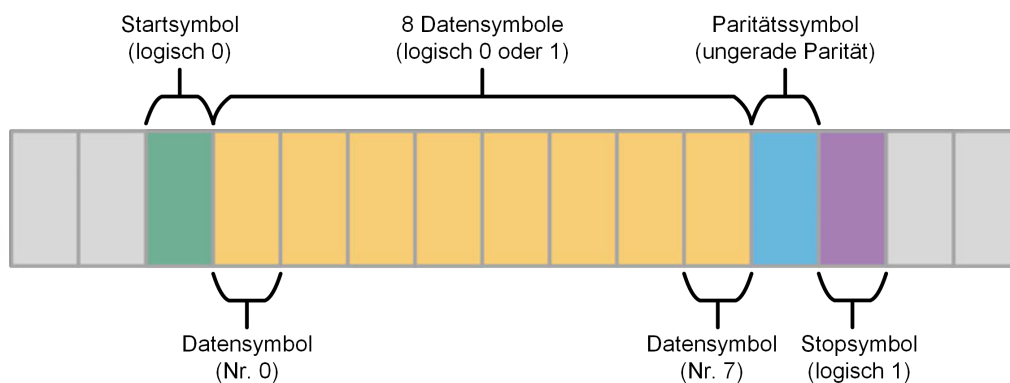 Startsymbol
(logisch 0)
8 Datensymbole
(logisch 0 oder 1)
Paritätssymbol
(ungerade Parität)
Datensymbol
(Nr. 0)
Datensymbol
(Nr. 7)
Stopsymbol
(logisch 1)